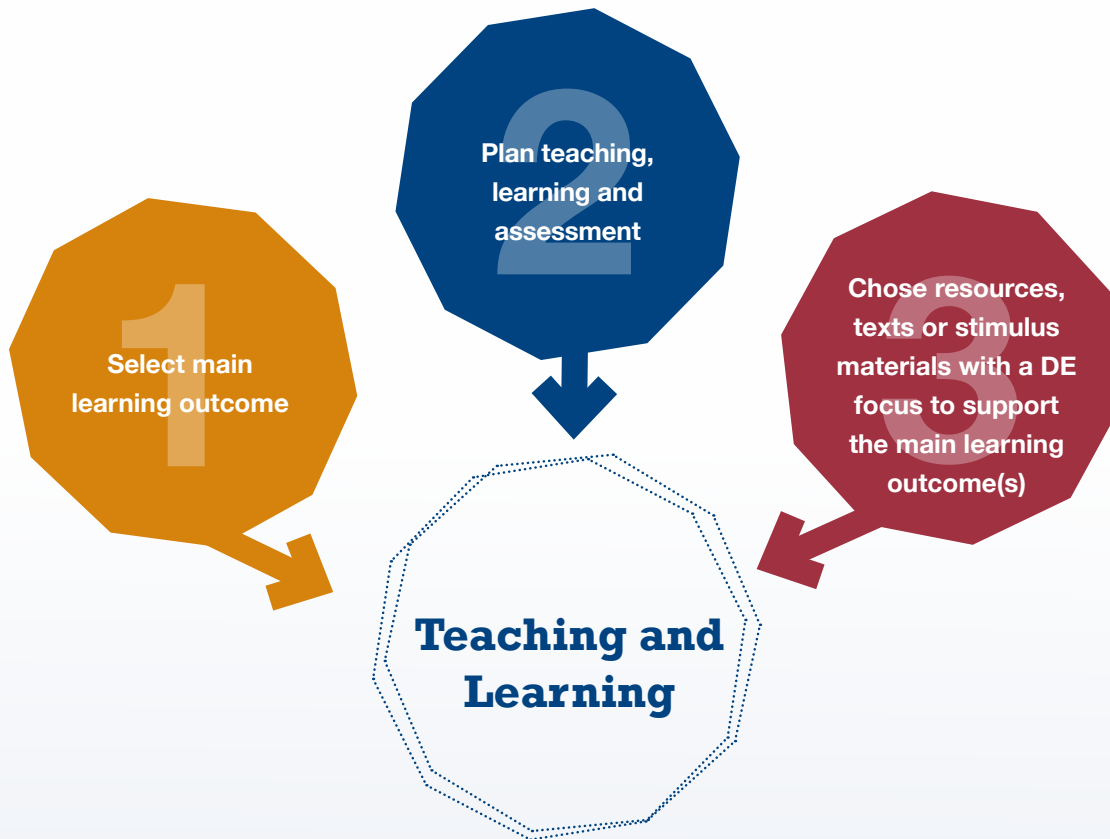 1
Select main
learning outcome
2
Plan teaching,
learning and
assessment
3
Chose resources,
texts or stimulus
materials with a DE
focus to support
the main learning
outcome(s)
Teaching and
Learning